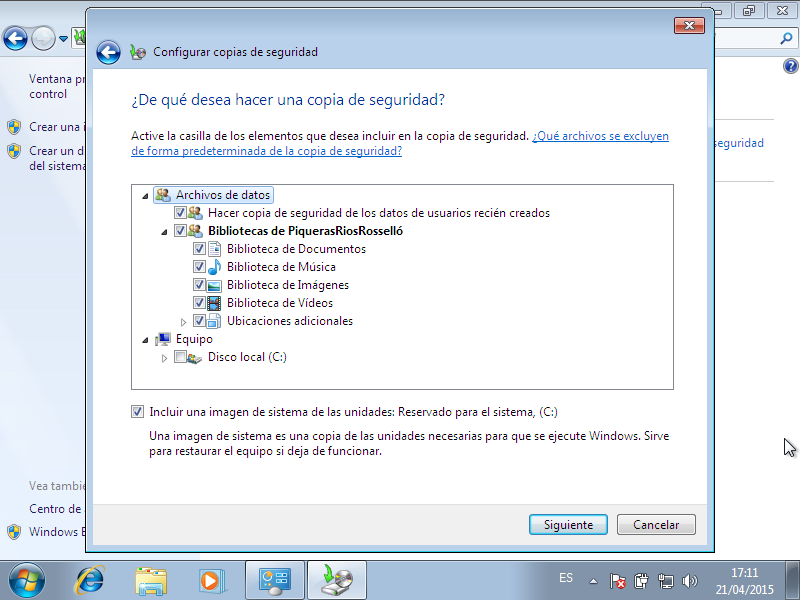 Configurar copias de seguridad
Ventana
control
Crear una
Crear un
del sistema
¿De qué desea hacer una copia de seguridad?
Active la casilla de los elementos que desea incluir en la copia de seguridad. ¿Qué archivos se excluyen
de forma predeterminada de la copia de seguridad?
seguridad
Archivos de datos
Hacer copia de seguridad de los datos de usuarios recién creados
Bibliotecas de PiquerasRiosRosselló
Biblioteca de Documentos
Biblioteca de Música
Biblioteca de Imágenes
Biblioteca de Vídeos
Ubicaciones adicionales
Equipo
Disco local (C:)
Incluir una imagen de sistema de las unidades: Reservado para el sistema, (C:)
Una imagen de sistema es una copia de las unidades necesarias para que se ejecute Windows. Sirve
para restaurar el equipo si deja de funcionar.
Vea
Centro de
Windows
Siguiente
Cancelar
ES
17:11
21/04/2015